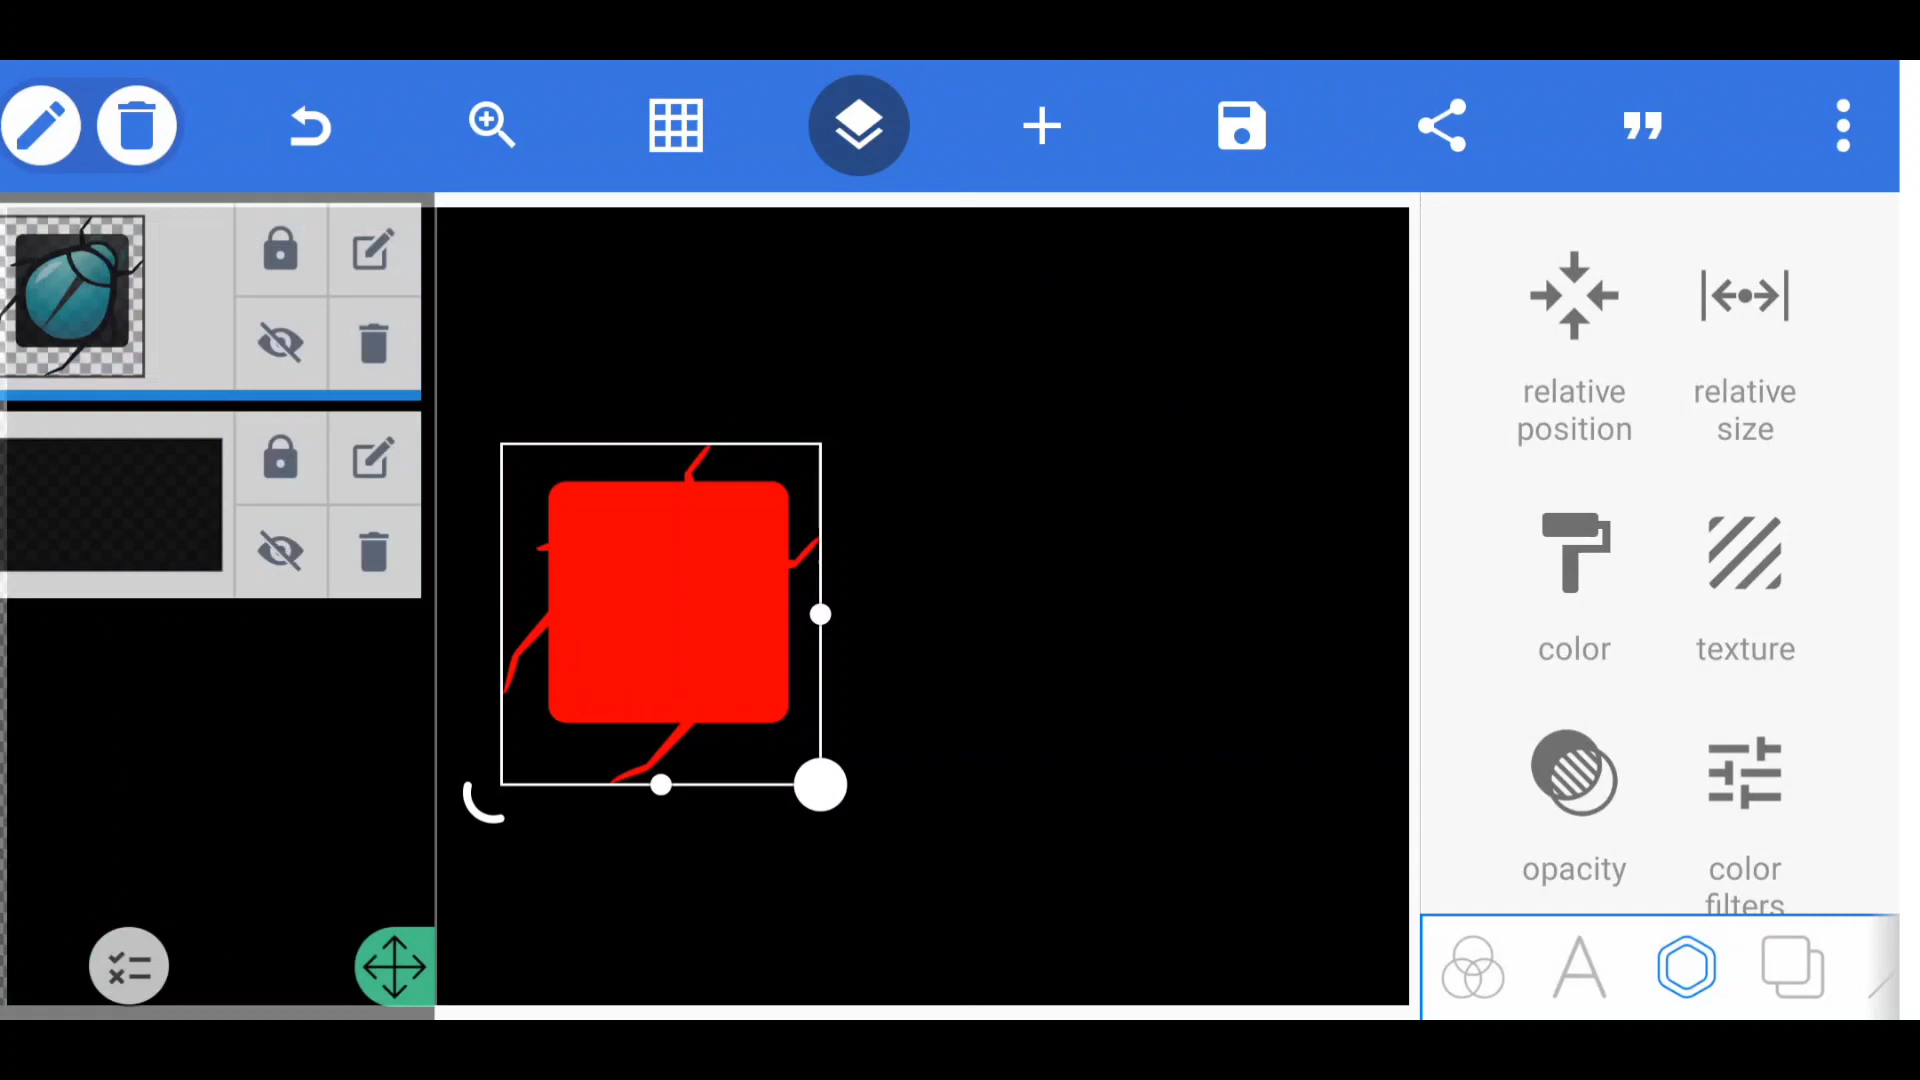 relative
position
relative
size
color
texture
opacity
color
filters